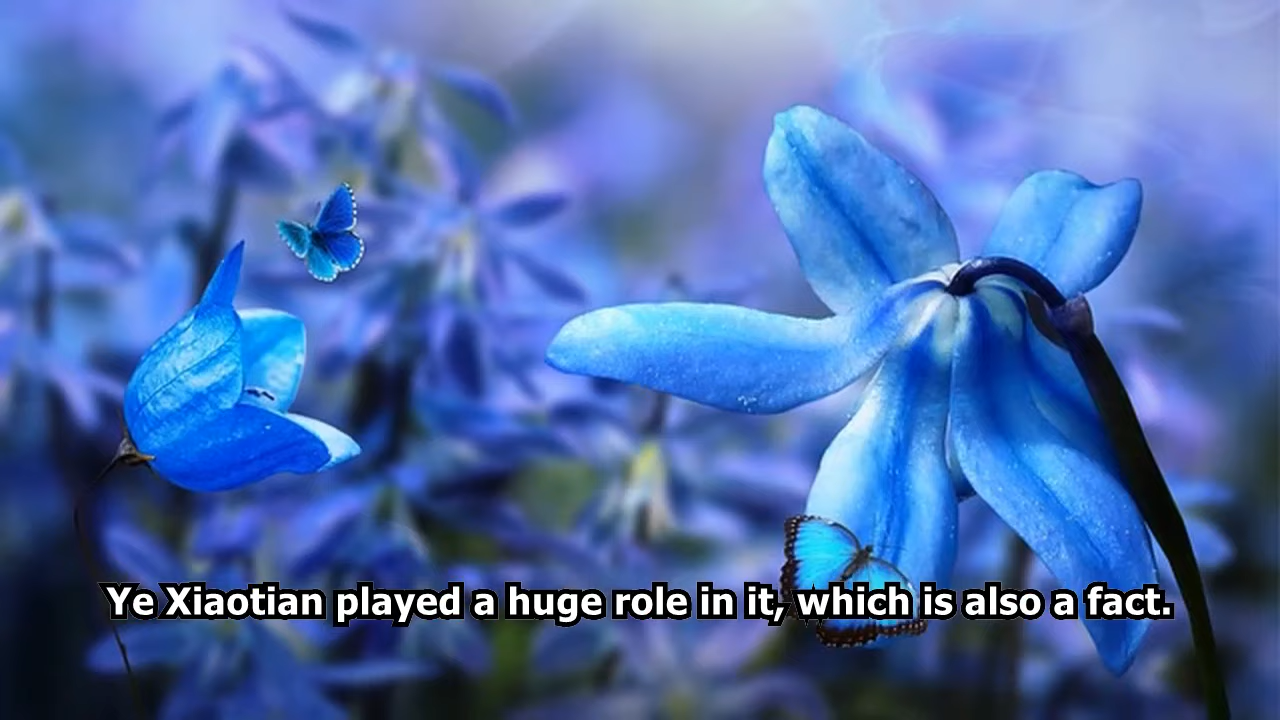 Ye Xiaotian played a huge role in it, which is also a fact.